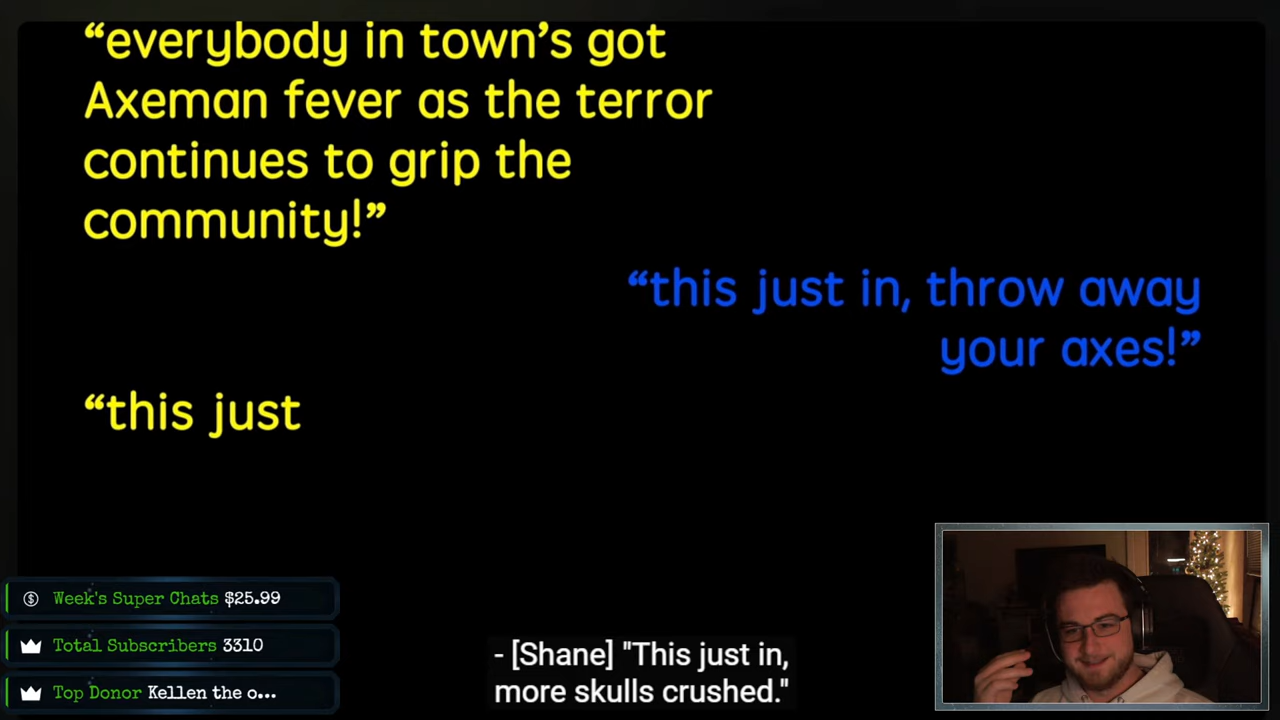 “everybody in town’s got
Axeman fever as the terror
continues to grip the
community!”
“this just in, throw away
your axes!”
“this just
Week's Super Chats $25.99
Total Subscribers 3310
Top Donor Kellen the o...
- [Shane] "This just in,
more skulls crushed."